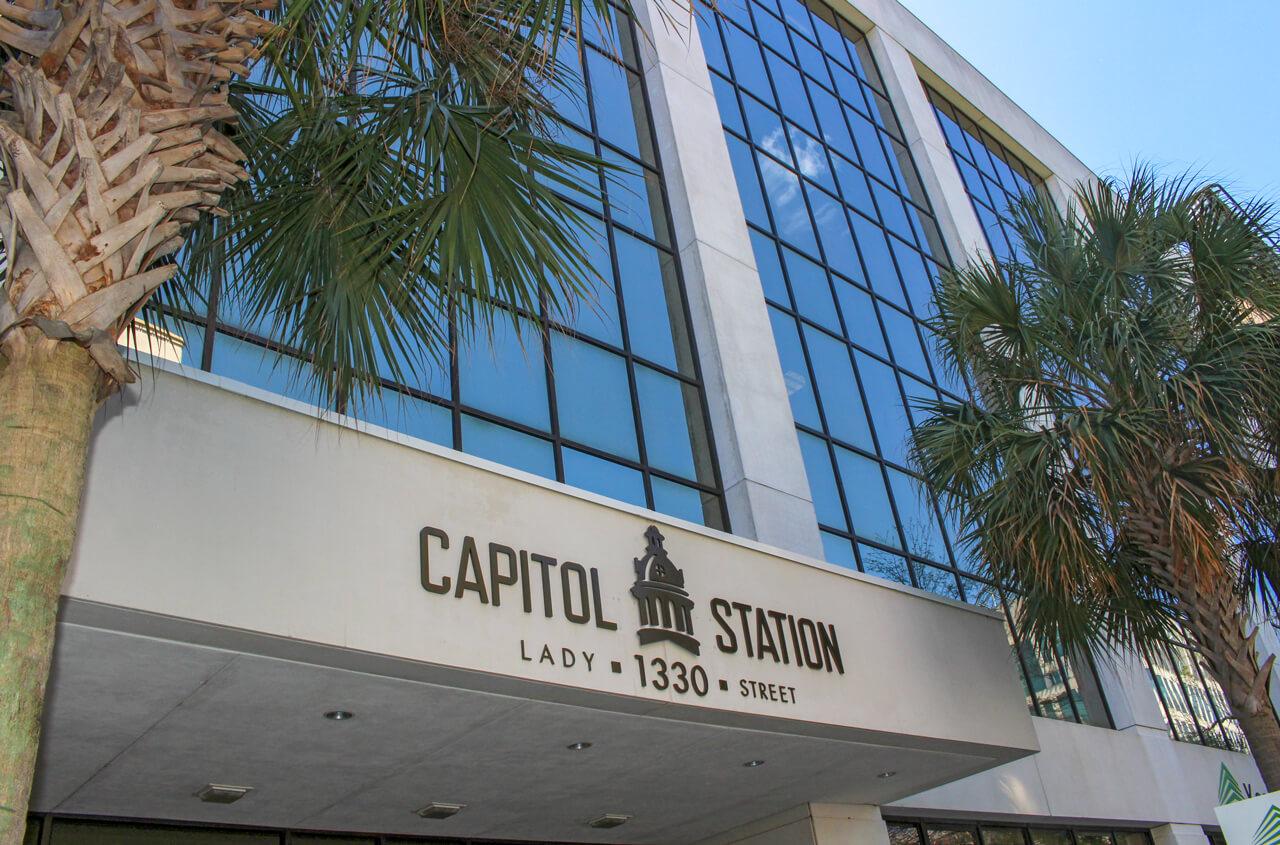 CAPITOL STATION
LADY ▪ 1330 ▪ STREET